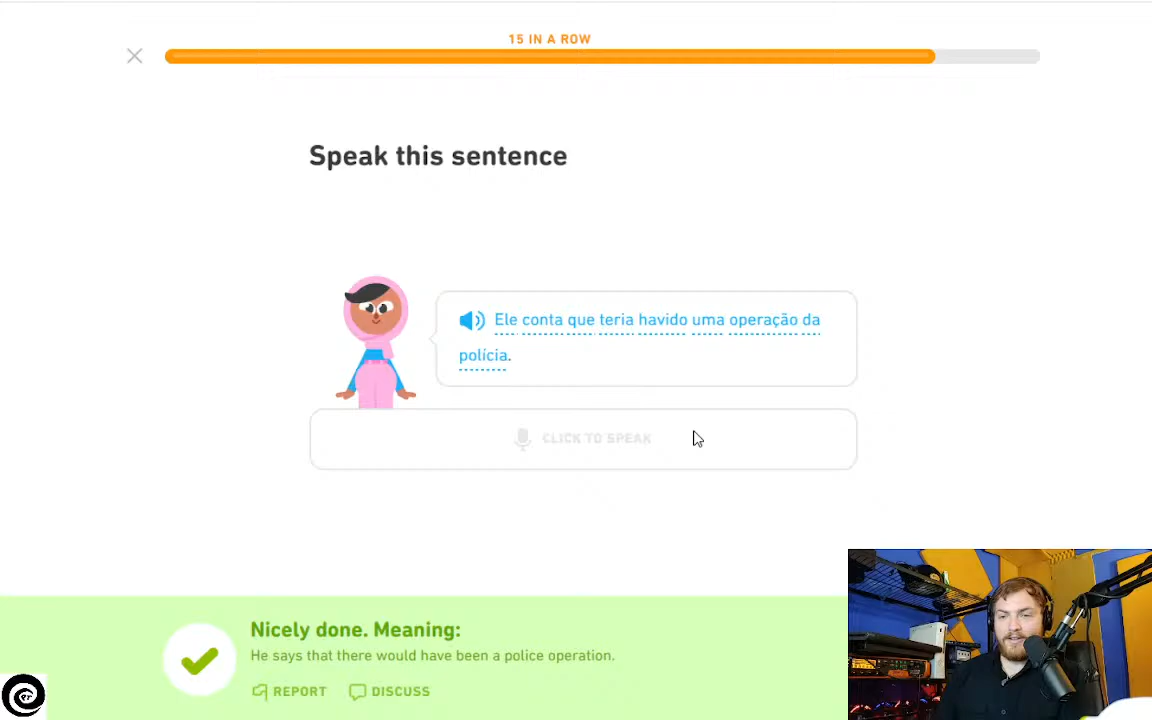 15 IN A ROW
Speak this sentence
Ele conta que teria havido uma operação da
polícia.
CLICK TO SPEAK
Nicely done. Meaning:
He says that there would have been a police operation.
REPORT
DISCUSS